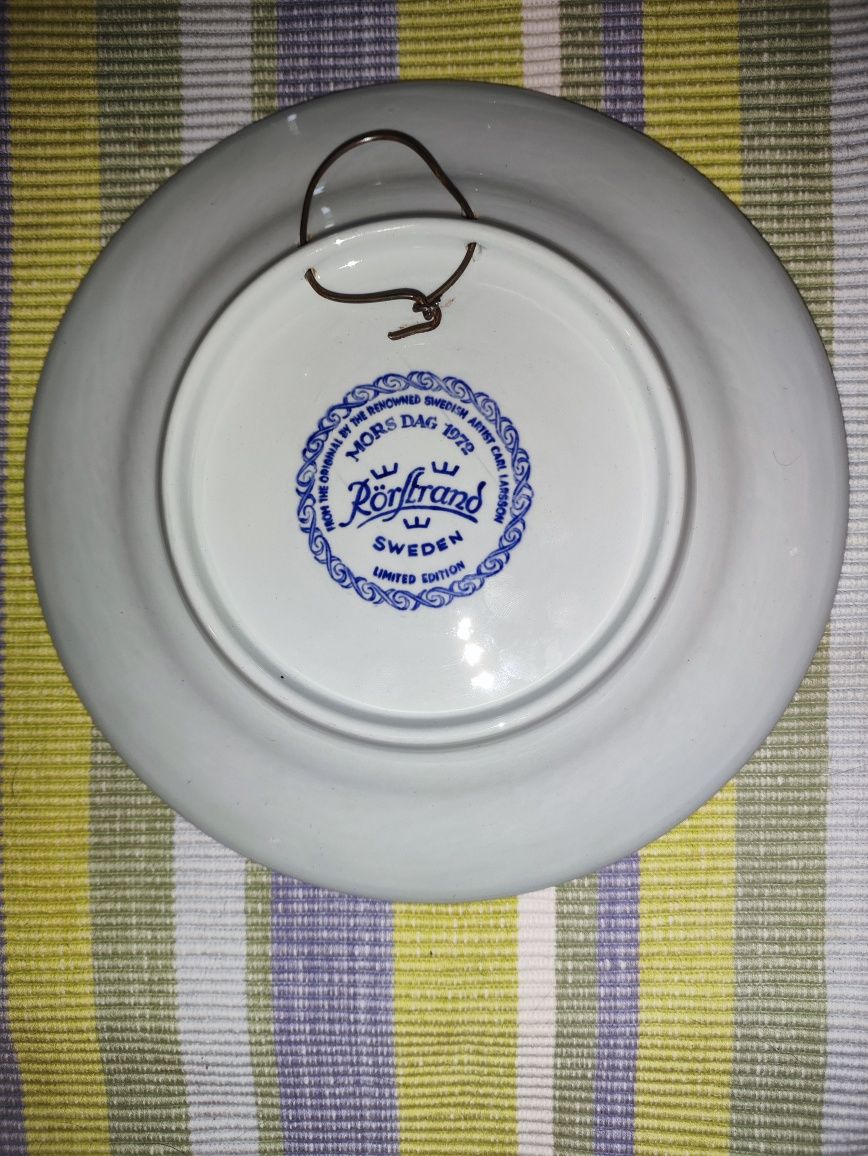 FROM THE ORIGINAL BY THE RENOWNED SWEDISH ARTIST CARL LARSSON
MORS DAG 1972
Rörstrand
SWEDEN
LIMITED EDITION